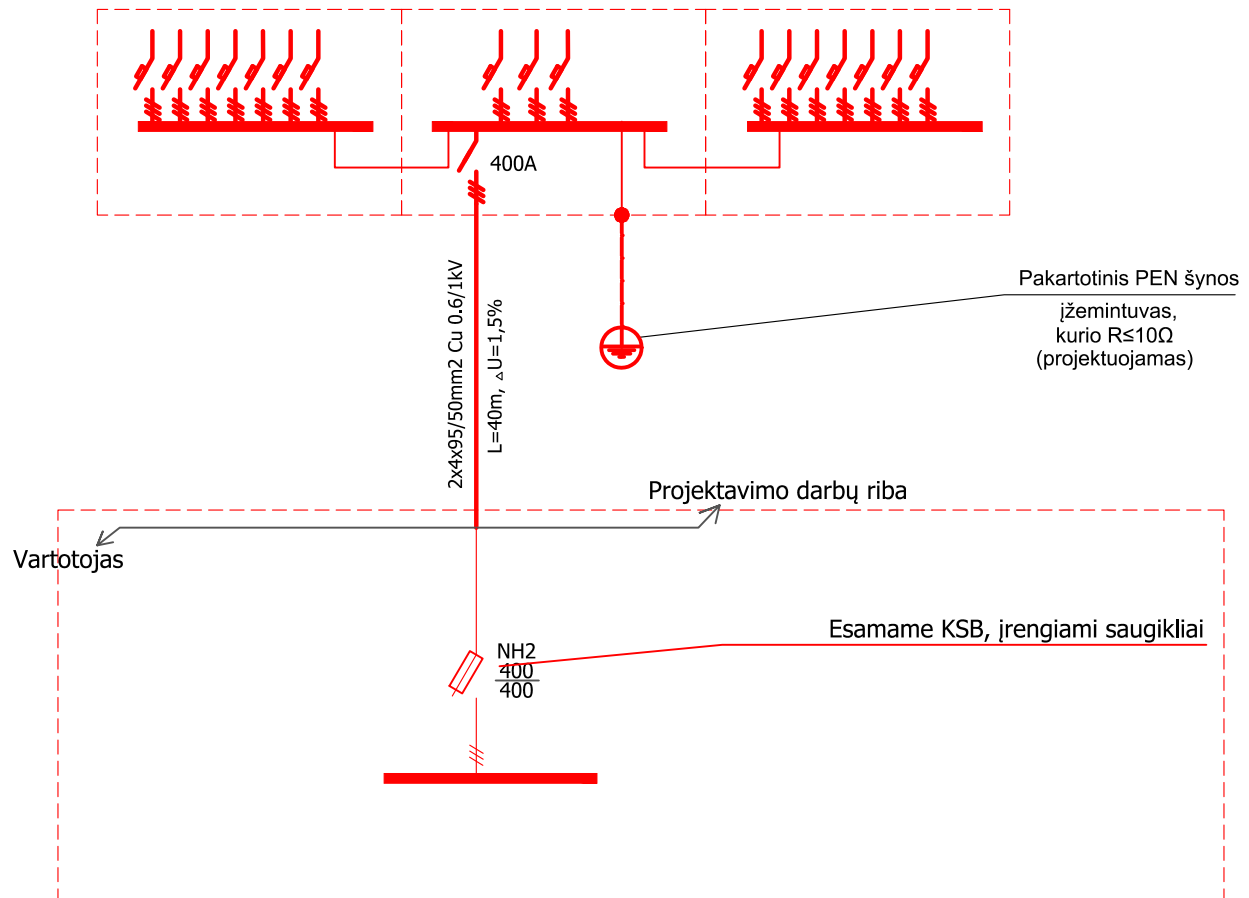 400A
2x4x95/50mm2 Cu 0.6/1kV
L=40m, △U=1,5%
Pakartotinis PEN šynos
įžemintuvas,
kurio R≤10Ω
(projektuojamas)
Projektavimo darbų riba
Vartotojas
Esamame KSB, įrengiami saugikliai
NH2
400
400